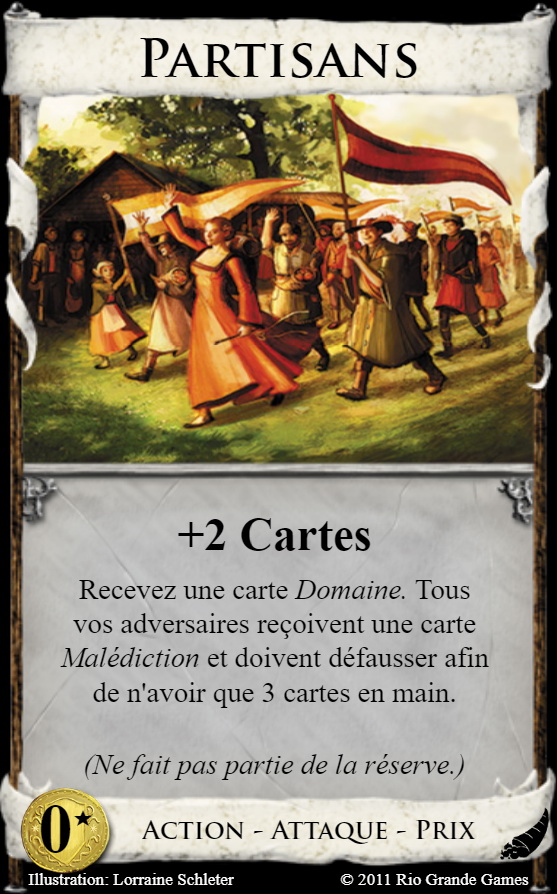 PARTISANS
+2 Cartes
Recevez une carte Domaine. Tous
vos adversaires reçoivent une carte
Malédiction et doivent défausser afin
de n'avoir que 3 cartes en main.
(Ne fait pas partie de la réserve.)
0*
ACTION - ATTAQUE - PRIX
Illustration: Lorraine Schleter © 2011 Rio Grande Games